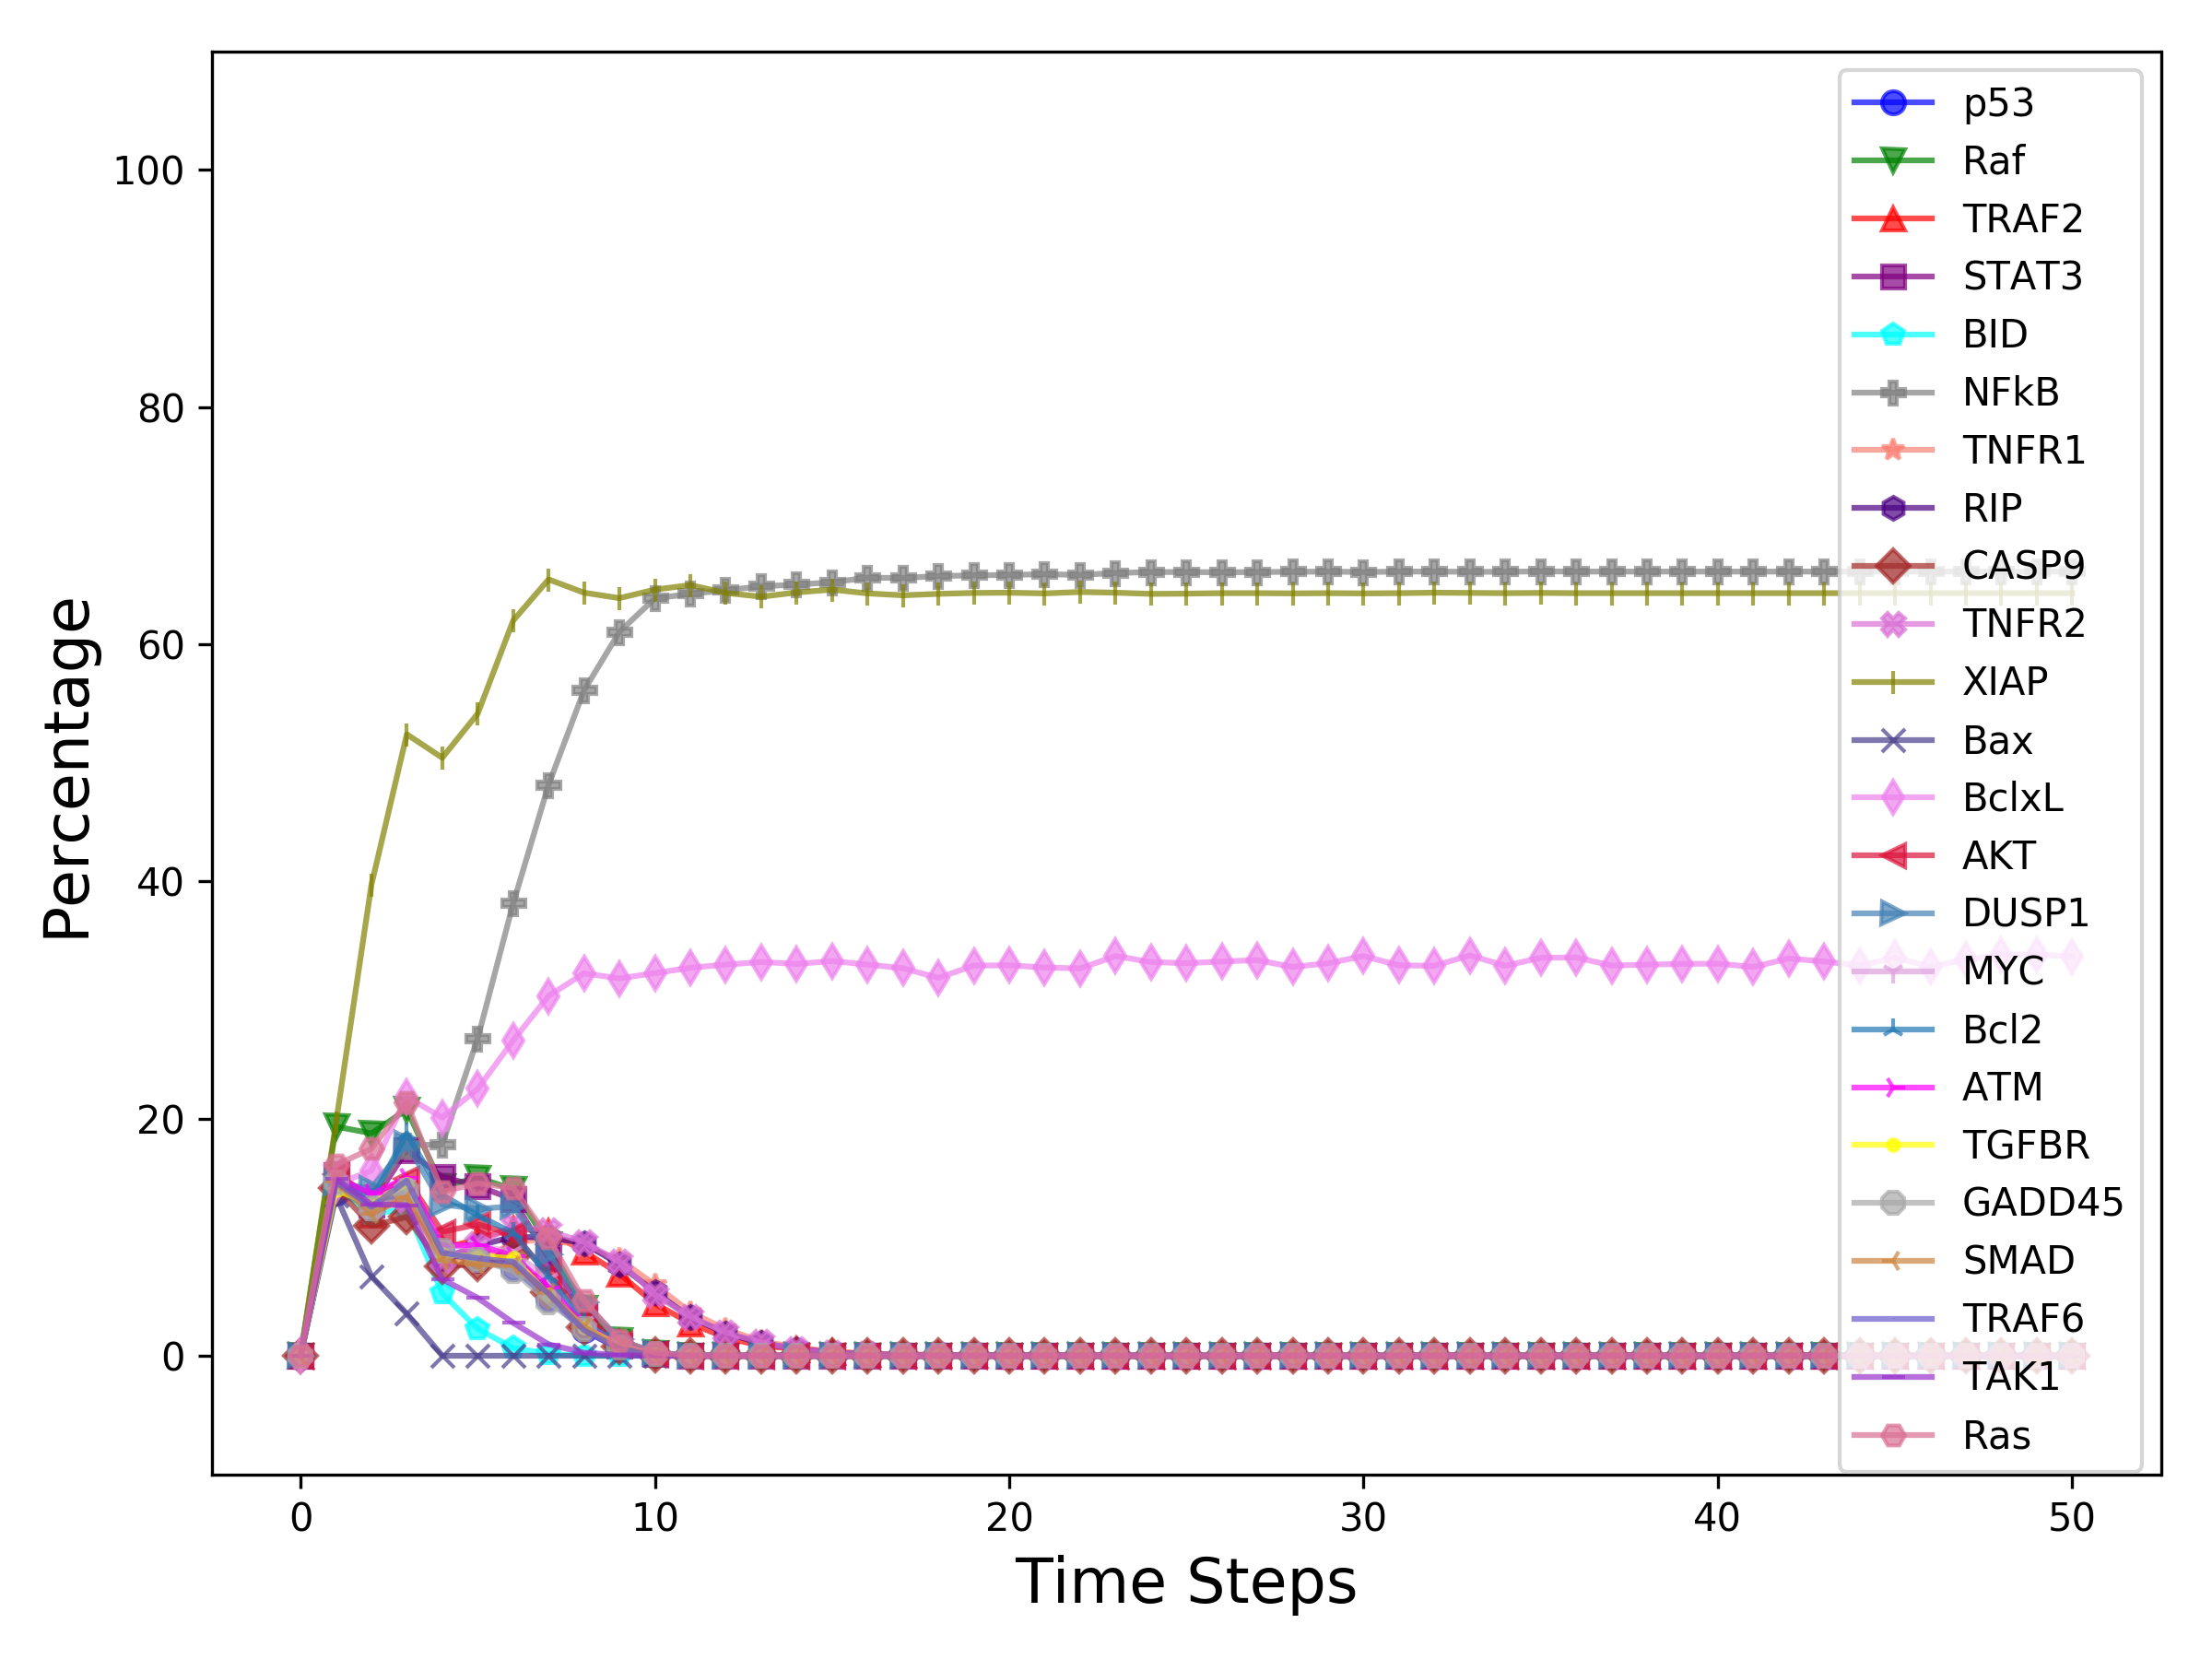 Percentage
100
80
60
40
20
0
0 10 20 30 40 50
Time Steps
p53
Raf
TRAF2
STAT3
BID
NFkB
TNFR1
RIP
CASP9
TNFR2
XIAP
Bax
BclxL
AKT
DUSP1
MYC
Bcl2
ATM
TGFBR
GADD45
SMAD
TRAF6
TAK1
Ras